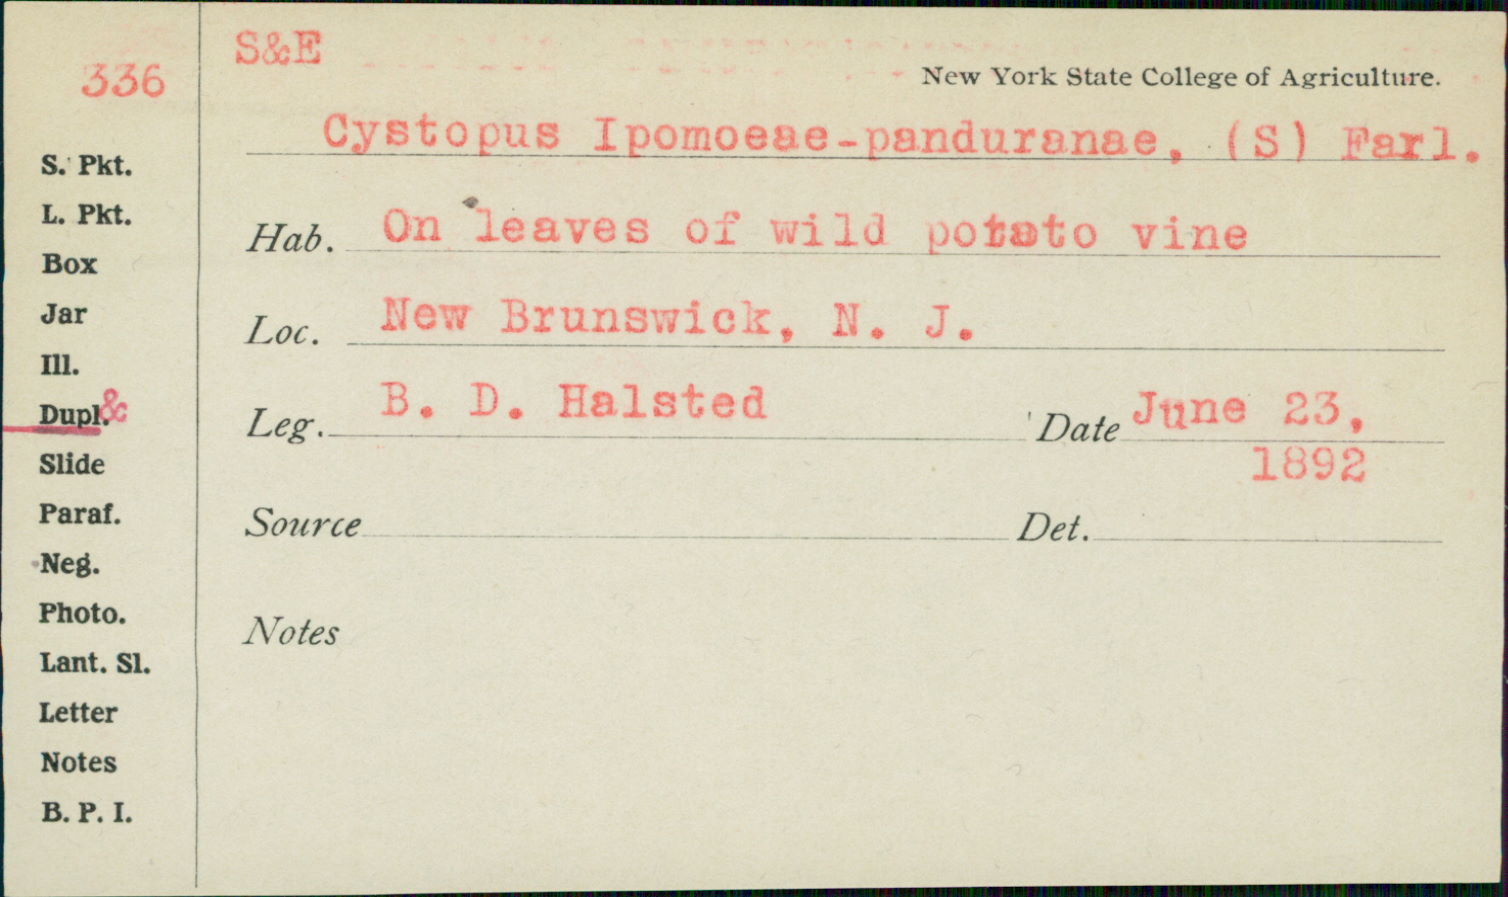 336
S. Pkt.
L. Pkt.
Box
Jar
Ill.
Dupl.&
Slide
Paraf.
Neg.
Photo.
Lant. Sl.
Letter
Notes
B. P. I.
S&E
New York State College of Agriculture.
Cystopus Ipomoeae-panduranae, (S) Farl.
Hab. On leaves of wild potato vine
Loc. New Brunswick, N. J.
Leg. B. D. Halsted Date June 23,
1892
Source Det.
Notes